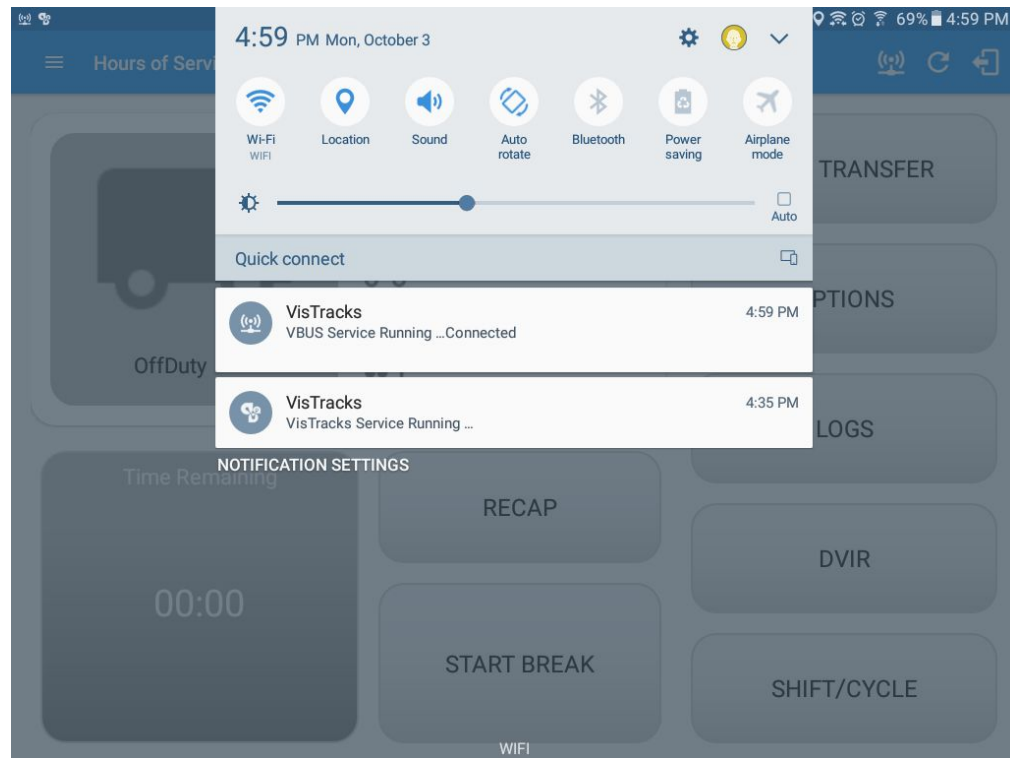 69% 4:59 PM
4:59 PM Mon, October 3
Hours of Servi
Wi-Fi
WIFI
Location
Sound
Auto
rotate
Bluetooth
Power
saving
Airplane
mode
Auto
Quick connect
VisTracks
4:59 PM
VBUS Service Running ...Connected
VisTracks
4:35 PM
VisTracks Service Running ...
NOTIFICATION SETTINGS
OffDuty
TRANSFER
PTIONS
LOGS
Time Remaining
00:00
RECAP
START BREAK
DVIR
SHIFT/CYCLE
WIFI